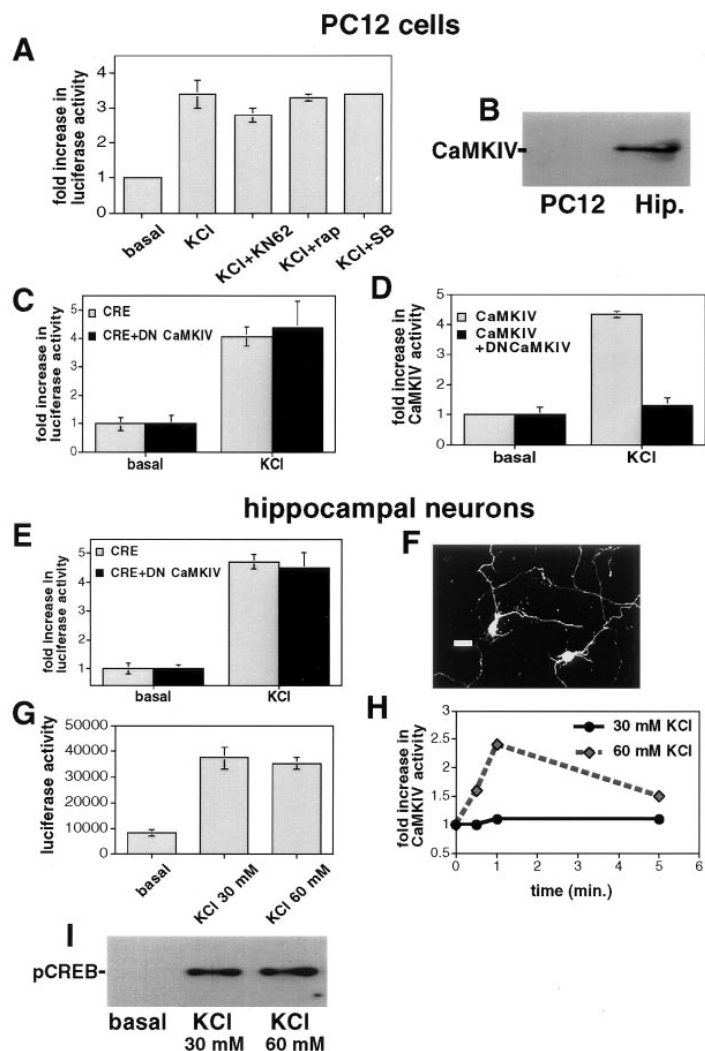 PC12 cells
A
fold increase in
luciferase activity
4
3
2
1
basal
KCl
KCl+KN62
KCl+rap
KCl+SB
B
CaMKIV-
PC12
Hip.
C
fold increase in
luciferase activity
5
4
3
2
1
CRE
CRE+DN CaMKIV
basal
KCl
D
fold increase in
CaMKIV activity
5
4
3
2
1
CaMKIV
CaMKIV
+DNCaMKIV
basal
KCl
hippocampal neurons
E
fold increase in
luciferase activity
5
4
3
2
1
CRE
CRE+DN CaMKIV
basal
KCl
F
G
luciferase activity
50000
40000
30000
20000
10000
0
basal
KCl 30 mM
KCl 60 mM
H
fold increase in
CaMKIV activity
3
2.5
2
1.5
1
0.5
30 mM KCl
60 mM KCl
0 1 2 3 4 5 6
time (min.)
I
pCREB-
basal KCl KCl
30 mM 60 mM